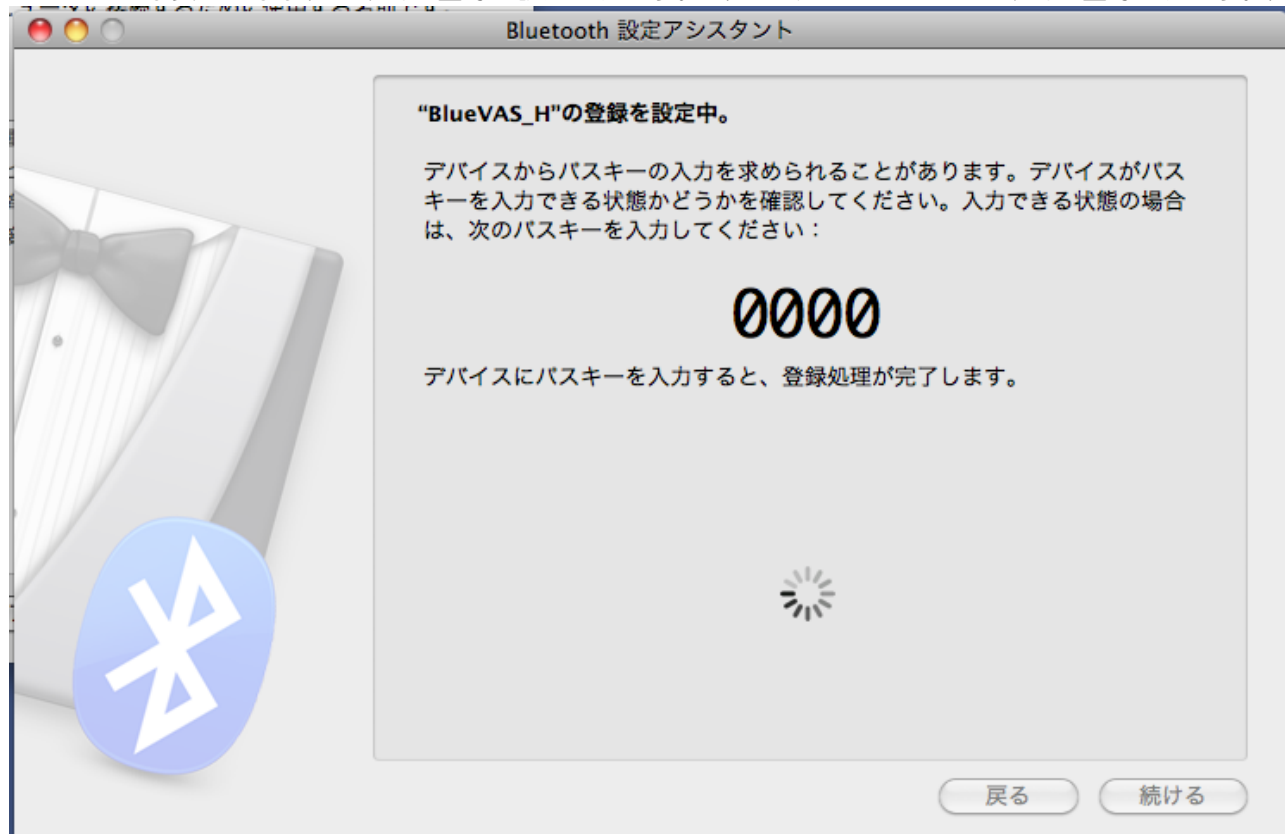 Bluetooth 設定アシスタント
“BlueVAS_H"の登録を設定中。
デバイスからパスキーの入力を求められることがあります。デバイスがパス
キーを入力できる状態かどうかを確認してください。入力できる状態の場合
は、次のパスキーを入力してください：
0000
デバイスにパスキーを入力すると、登録処理が完了します。
戻る
続ける